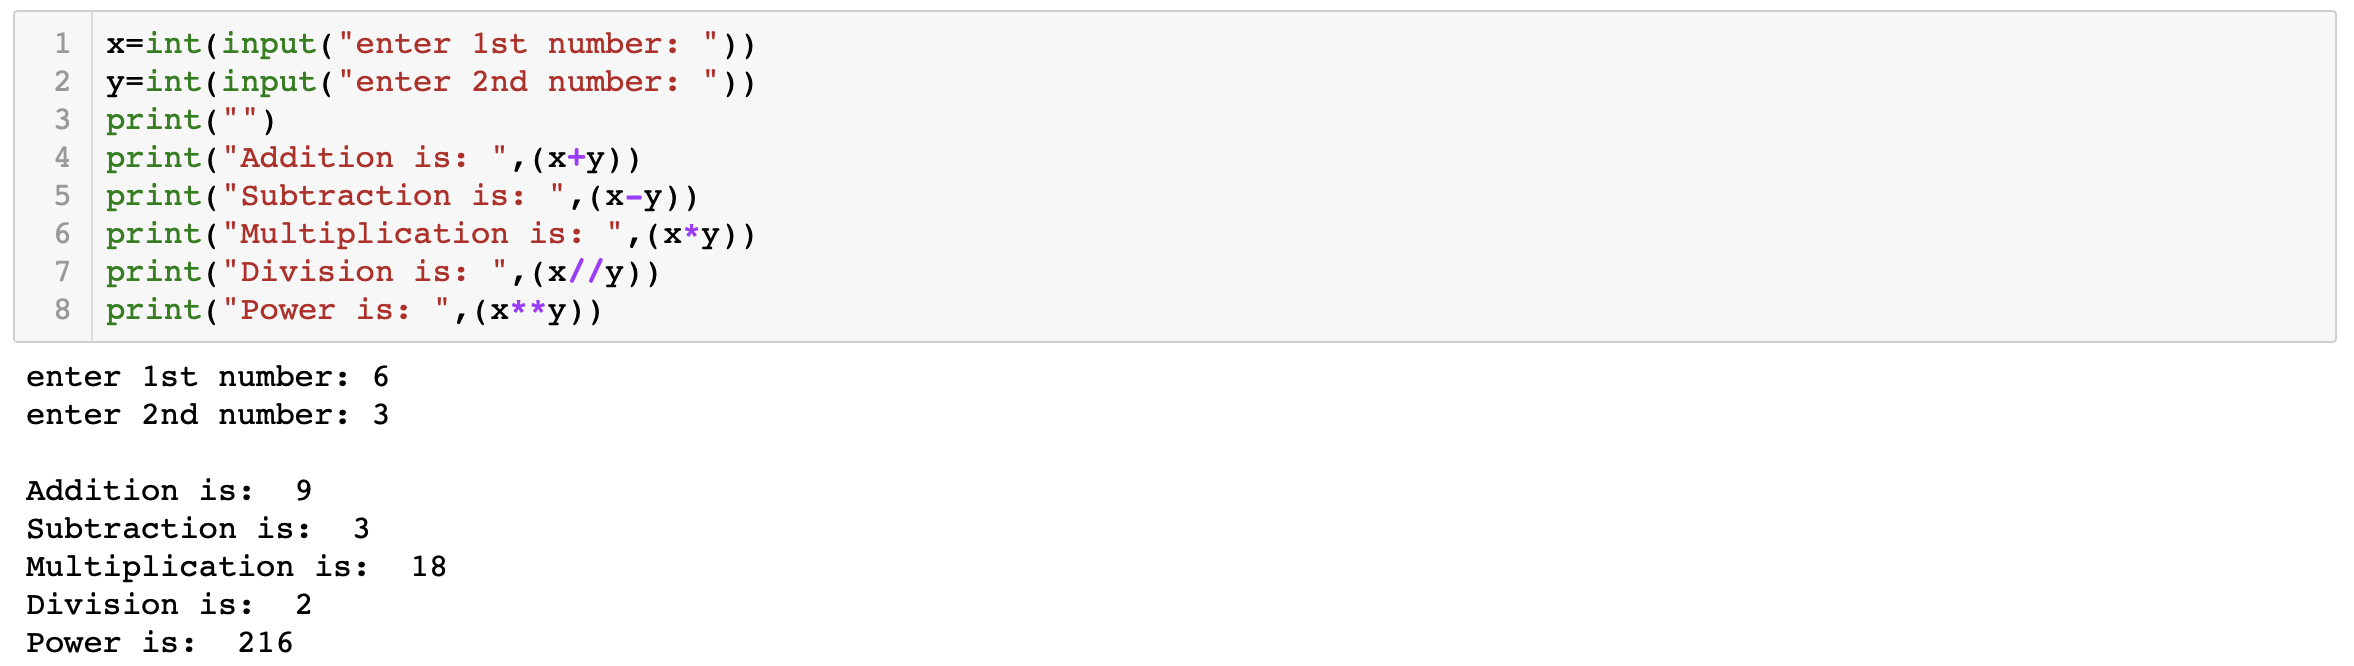 1 x=int(input("enter 1st number: "))
2 y=int(input("enter 2nd number: "))
3 print("")
4 print("Addition is: ",(x+y))
5 print("Subtraction is: ",(x-y))
6 print("Multiplication is: ",(x*y))
7 print("Division is: ",(x//y))
8 print("Power is: ",(x**y))
enter 1st number: 6
enter 2nd number: 3
Addition is:  9
Subtraction is:  3
Multiplication is:  18
Division is:  2
Power is:  216